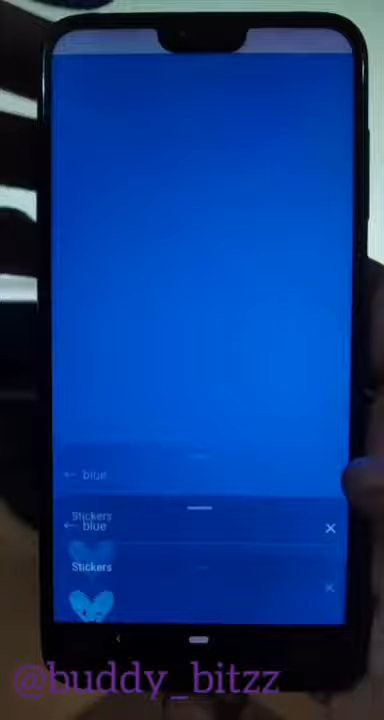 ← blue
Stickers
← blue ×
Stickers
×
@buddy_bitzz